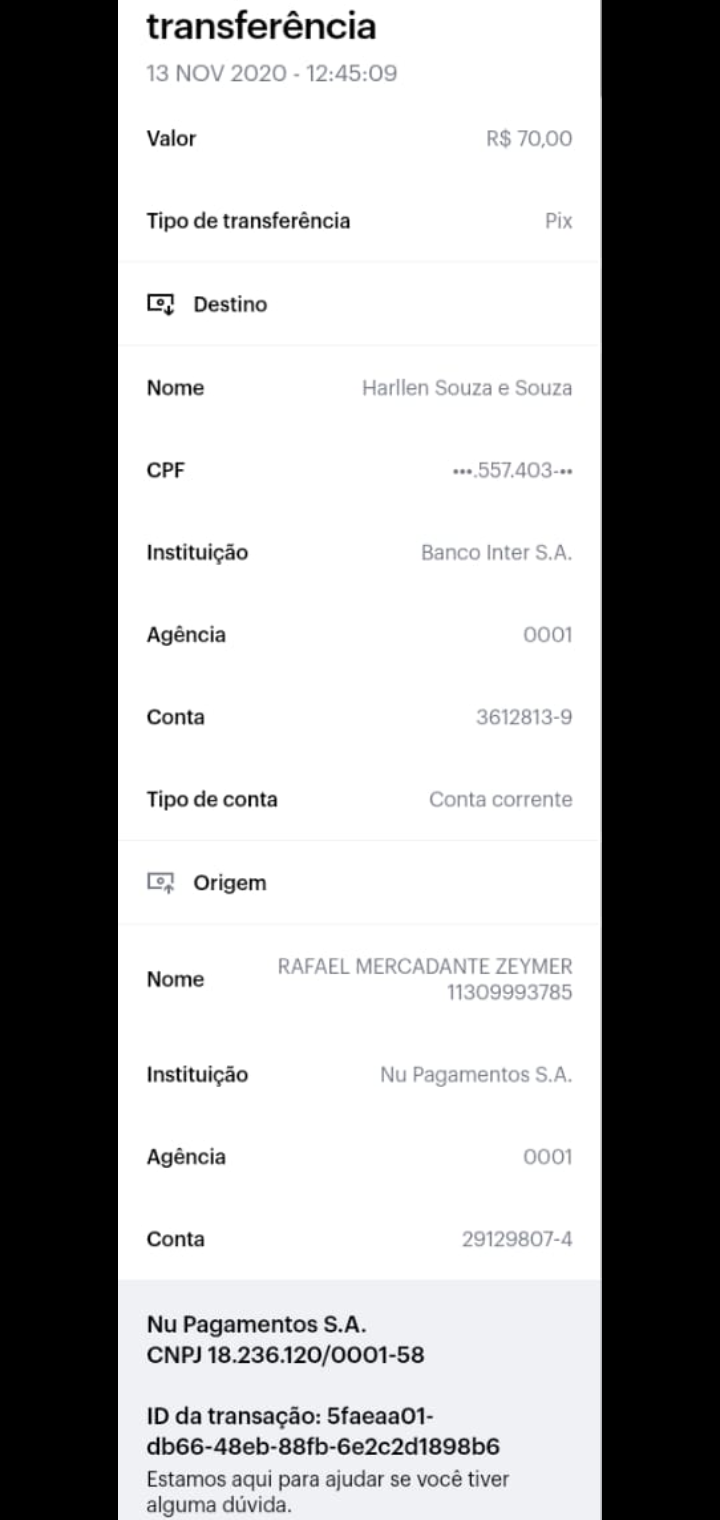 transferência
13 NOV 2020 - 12:45:09
Valor R$ 70,00
Tipo de transferência Pix
Destino
Nome Harllen Souza e Souza
CPF •••.557.403-••
Instituição Banco Inter S.A.
Agência 0001
Conta 3612813-9
Tipo de conta Conta corrente
Origem
Nome RAFAEL MERCADANTE ZEYMER
11309993785
Instituição Nu Pagamentos S.A.
Agência 0001
Conta 29129807-4
Nu Pagamentos S.A.
CNPJ 18.236.120/0001-58
ID da transação: 5faeaa01-
db66-48eb-88fb-6e2c2d1898b6
Estamos aqui para ajudar se você tiver
alguma dúvida.